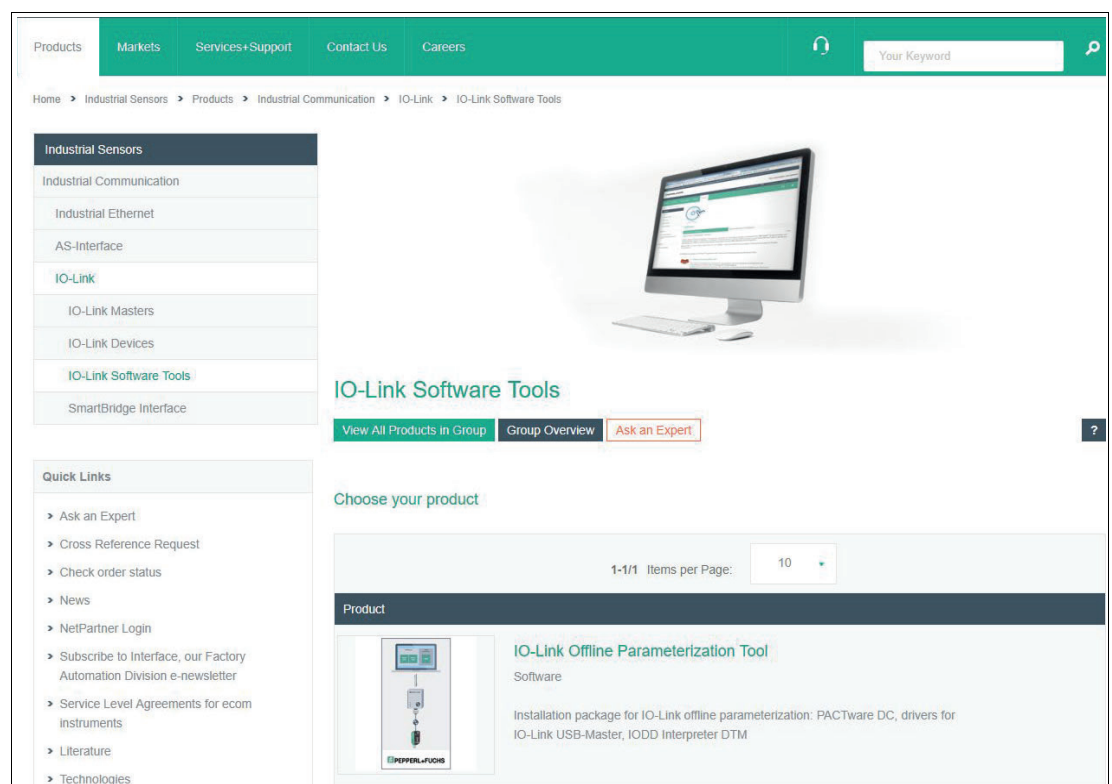 Products Markets Services+Support Contact Us Careers Your Keyword
Home > Industrial Sensors > Products > Industrial Communication > IO-Link > IO-Link Software Tools
Industrial Sensors
Industrial Communication
Industrial Ethernet
AS-Interface
IO-Link
IO-Link Masters
IO-Link Devices
IO-Link Software Tools
SmartBridge Interface
IO-Link Software Tools
View All Products in Group Group Overview Ask an Expert ?
Quick Links
> Ask an Expert
> Cross Reference Request
> Check order status
> News
> NetPartner Login
> Subscribe to Interface, our Factory
Automation Division e-newsletter
> Service Level Agreements for ecom
instruments
> Literature
> Technologies
Choose your product
1-1/1 Items per Page: 10
Product
IO-Link Offline Parameterization Tool
Software
Installation package for IO-Link offline parameterization: PACTware DC, drivers for
IO-Link USB-Master, IODD Interpreter DTM
PEPPERL+FUCHS